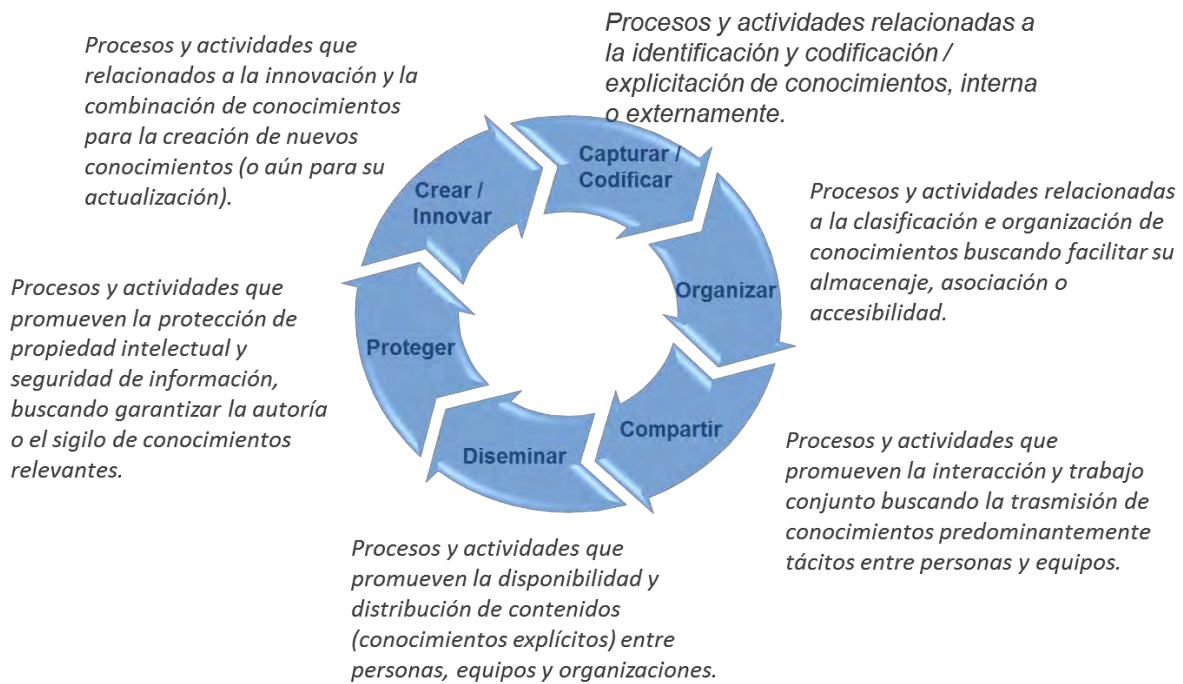 Procesos y actividades relacionadas a
la identificación y codificación /
explicitación de conocimientos, interna
o externamente.
Capturar /
Codificar
Procesos y actividades relacionadas
a la clasificación e organización de
conocimientos buscando facilitar su
almacenaje, asociación o
accesibilidad.
Organizar
Procesos y actividades que
promueven la interacción y trabajo
conjunto buscando la trasmisión de
conocimientos predominantemente
tácitos entre personas y equipos.
Compartir
Procesos y actividades que
promueven la disponibilidad y
distribución de contenidos
(conocimientos explícitos) entre
personas, equipos y organizaciones.
Diseminar
Procesos y actividades que
promueven la protección de
propiedad intelectual y
seguridad de información,
buscando garantizar la autoría
o el sigilo de conocimientos
relevantes.
Proteger
Procesos y actividades que
relacionados a la innovación y la
combinación de conocimientos
para la creación de nuevos
conocimientos (o aún para su
actualización).
Crear /
Innovar